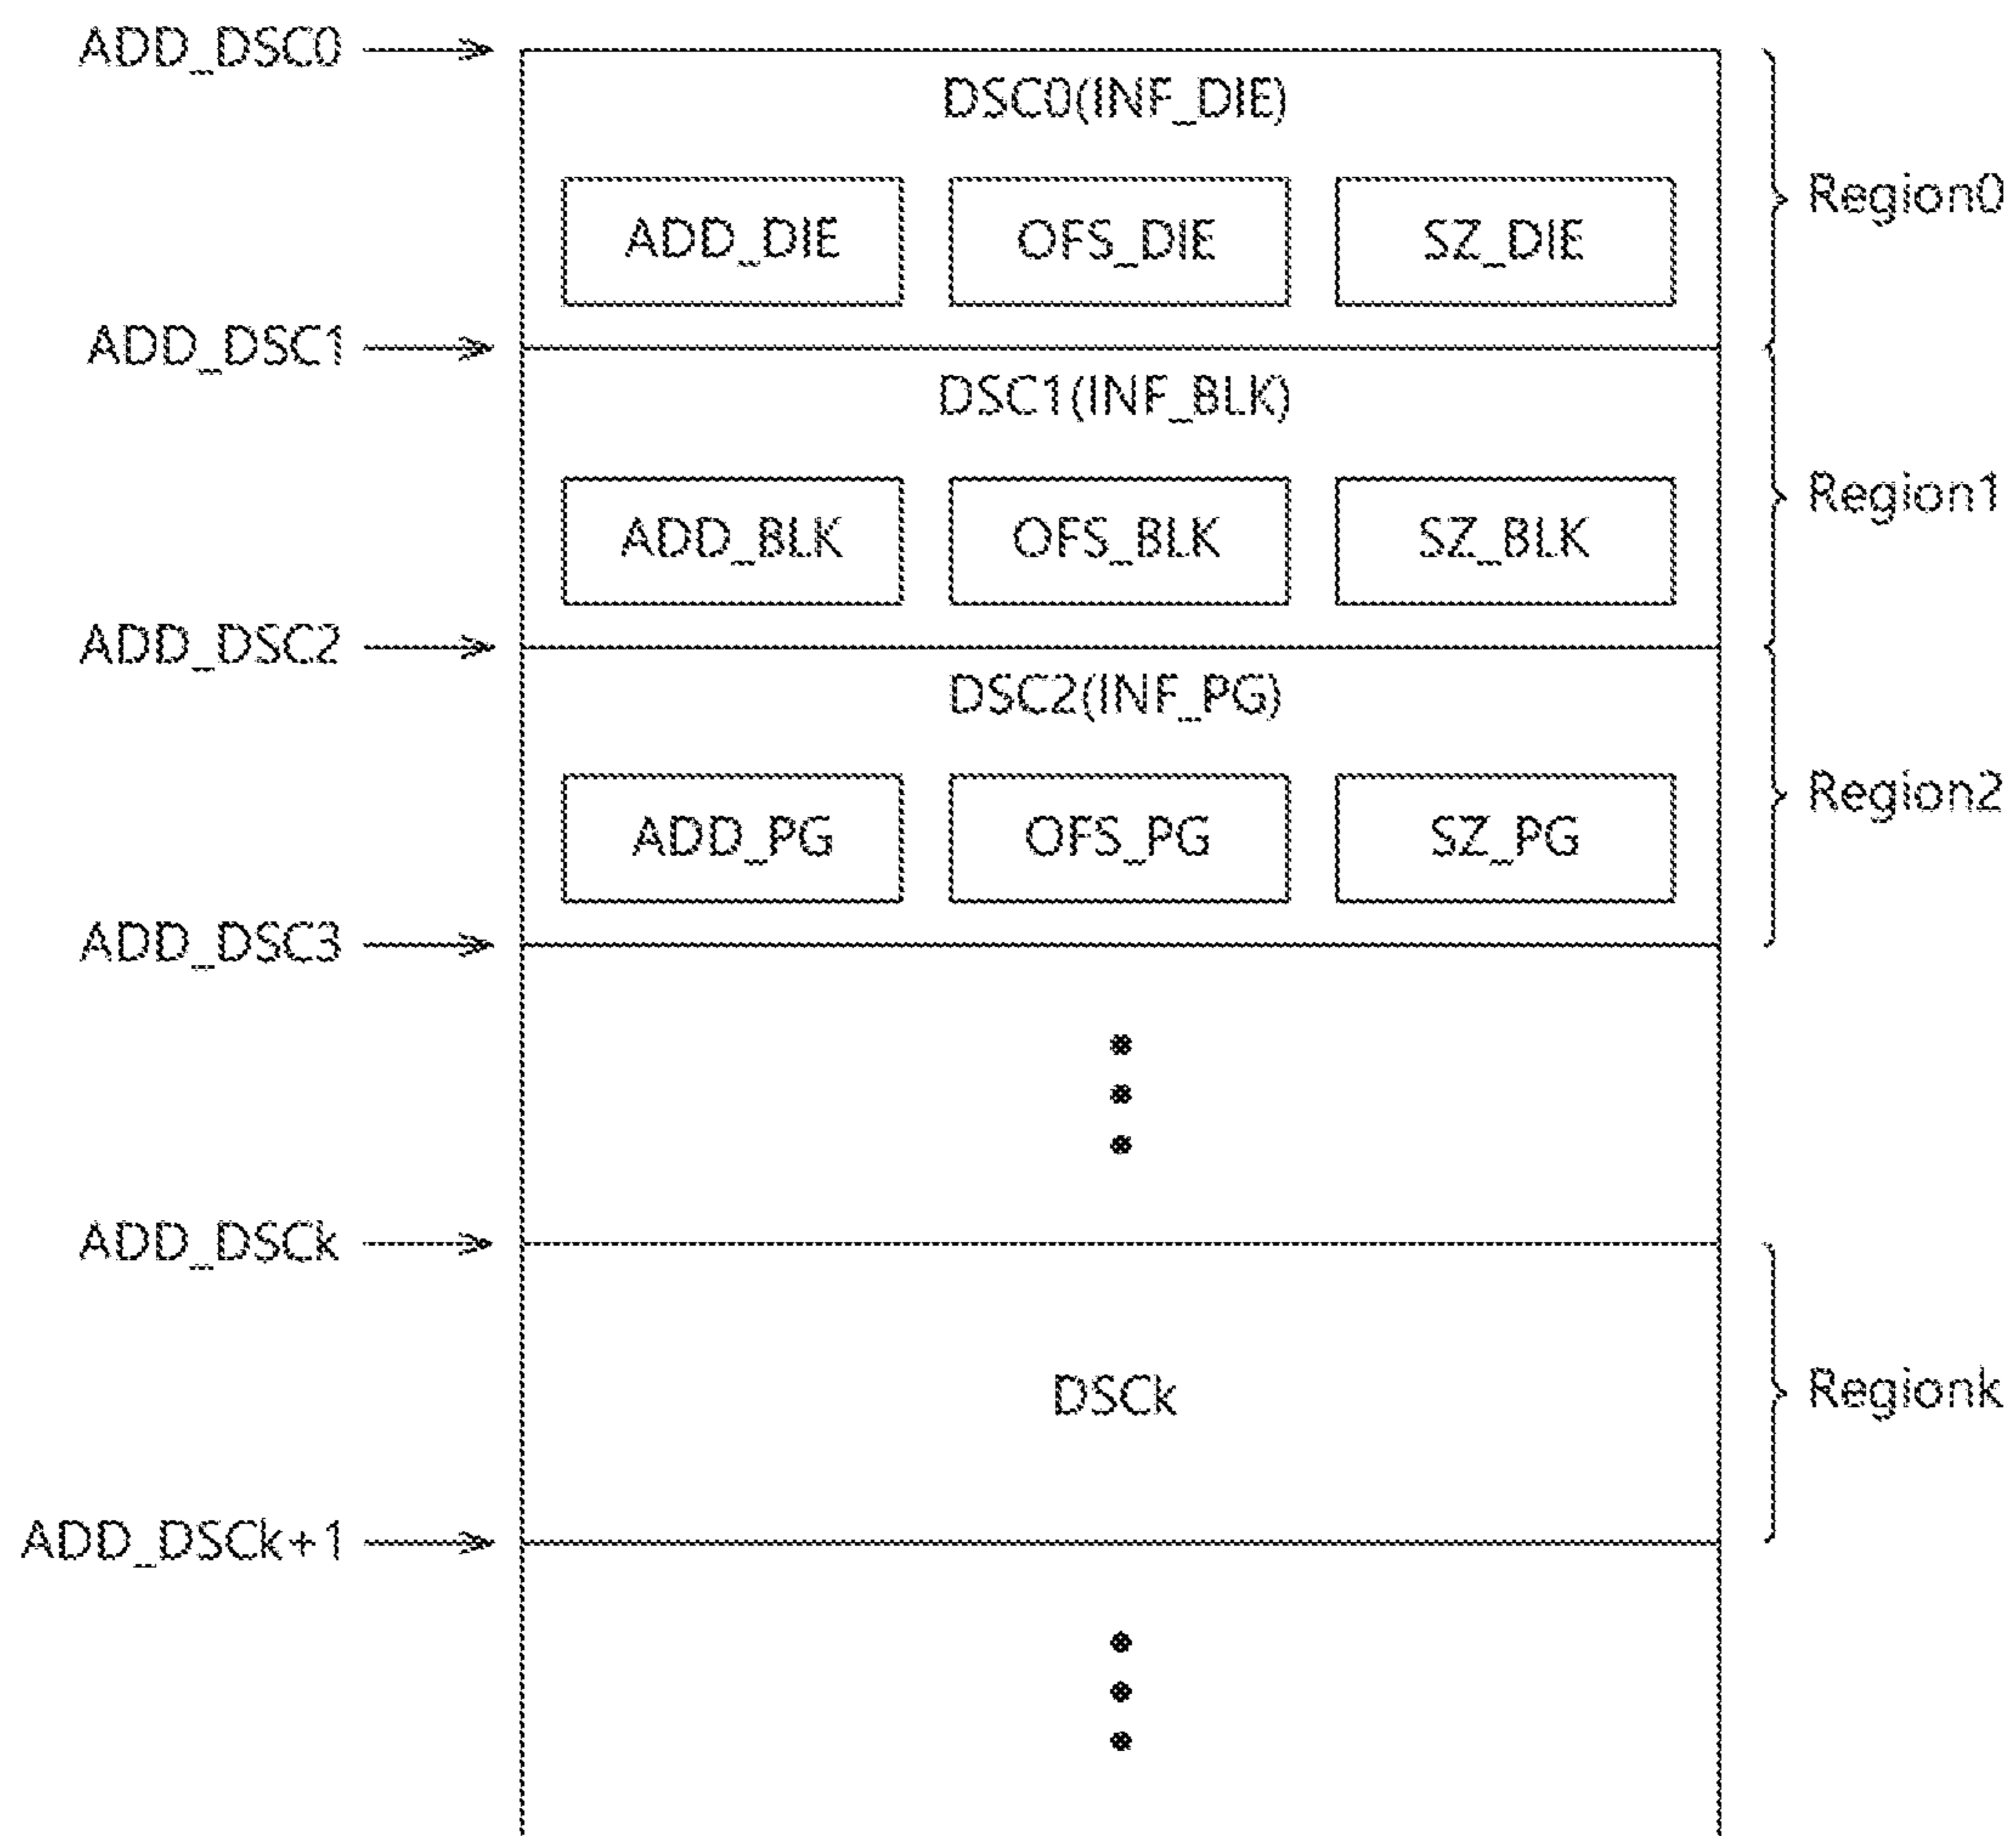 ADD_DSC0
DSC0(INF_DIE)
ADD_DIE OFS_DIE SZ_DIE
Region0
ADD_DSC1
DSC1(INF_BLK)
ADD_BLK OFS_BLK SZ_BLK
Region1
ADD_DSC2
DSC2(INF_PG)
ADD_PG OFS_PG SZ_PG
Region2
ADD_DSC3
ADD_DSCk
DSCk
Regionk
ADD_DSCk+1